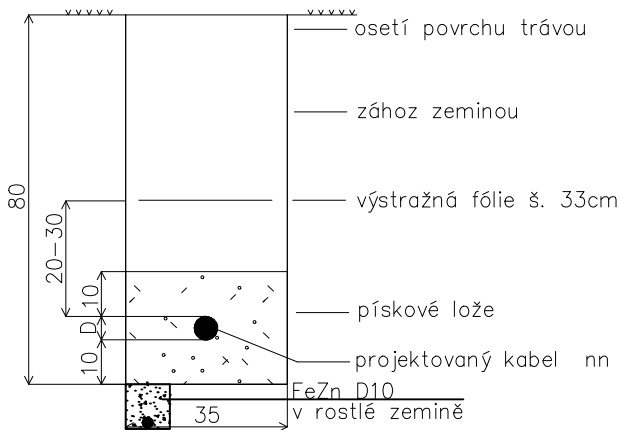 osetí povrchu trávou
zához zeminou
80
výstražná fólie š. 33cm
20-30
10
pískové lože
D
projektovaný kabel nn
10
FeZn D10
35
v rostlé zemině